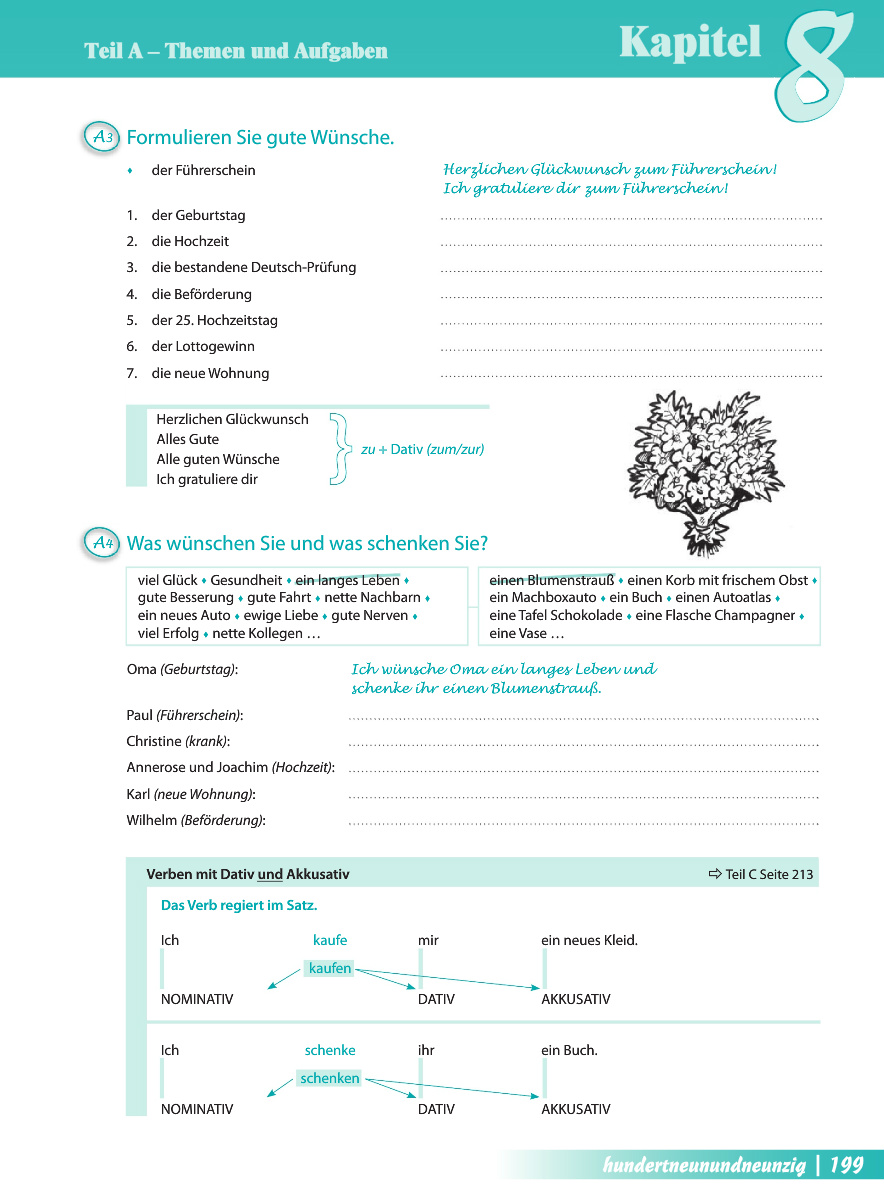 Teil A – Themen und Aufgaben
Kapitel 8
A3 Formulieren Sie gute Wünsche.
♦ der Führerschein Herzlichen Glückwunsch zum Führerschein!
Ich gratuliere dir zum Führerschein!
1. der Geburtstag
2. die Hochzeit
3. die bestandene Deutsch-Prüfung
4. die Beförderung
5. der 25. Hochzeitstag
6. der Lottogewinn
7. die neue Wohnung
Herzlichen Glückwunsch
Alles Gute
Alle guten Wünsche
Ich gratuliere dir
zu + Dativ (zum/zur)
A4 Was wünschen Sie und was schenken Sie?
viel Glück ♦ Gesundheit ♦ ein langes Leben ♦
gute Besserung ♦ gute Fahrt ♦ nette Nachbarn ♦
ein neues Auto ♦ ewige Liebe ♦ gute Nerven ♦
viel Erfolg ♦ nette Kollegen …
einen Blumenstrauß ♦ einen Korb mit frischem Obst ♦
ein Machboxauto ♦ ein Buch ♦ einen Autoatlas ♦
eine Tafel Schokolade ♦ eine Flasche Champagner ♦
eine Vase …
Oma (Geburtstag): Ich wünsche Oma ein langes Leben und
schenke ihr einen Blumenstrauß.
Paul (Führerschein):
Christine (krank):
Annerose und Joachim (Hochzeit):
Karl (neue Wohnung):
Wilhelm (Beförderung):
Verben mit Dativ und Akkusativ ⇨ Teil C Seite 213
Das Verb regiert im Satz.
Ich kaufe mir ein neues Kleid.
kaufen
NOMINATIV DATIV AKKUSATIV
Ich schenke ihr ein Buch.
schenken
NOMINATIV DATIV AKKUSATIV
hundertneunundneunzig | 199